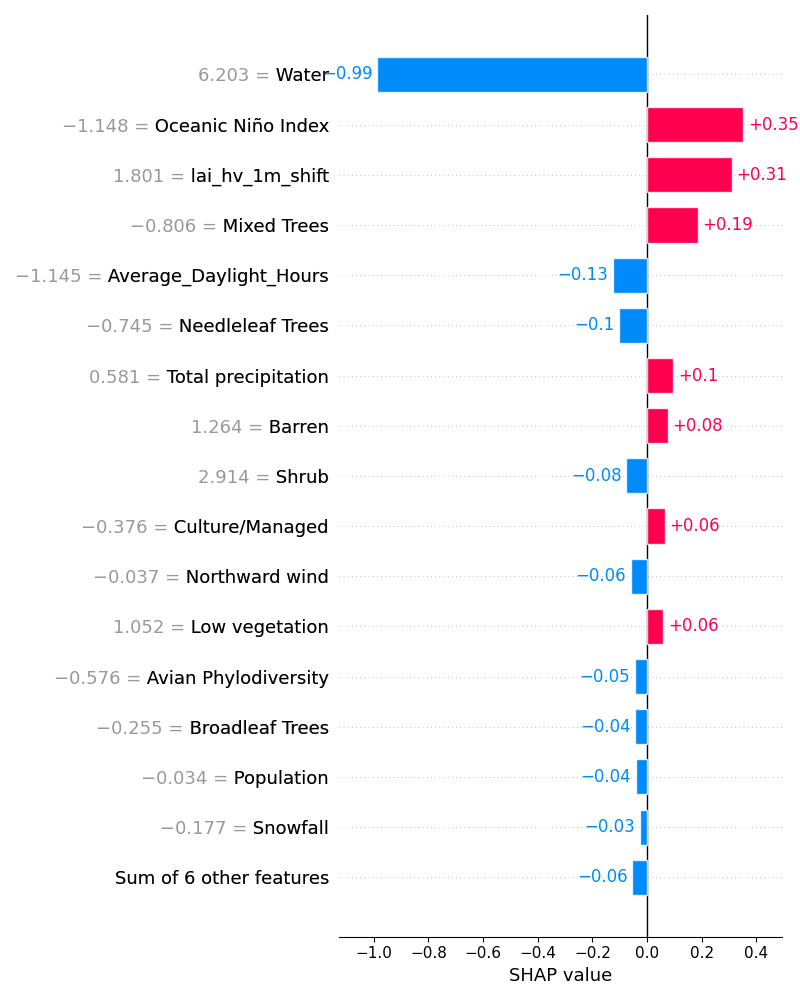 6.203 = Water −0.99
−1.148 = Oceanic Niño Index +0.35
1.801 = lai_hv_1m_shift +0.31
−0.806 = Mixed Trees +0.19
−1.145 = Average_Daylight_Hours −0.13
−0.745 = Needleleaf Trees −0.1
0.581 = Total precipitation +0.1
1.264 = Barren +0.08
2.914 = Shrub −0.08
−0.376 = Culture/Managed +0.06
−0.037 = Northward wind −0.06
1.052 = Low vegetation +0.06
−0.576 = Avian Phylodiversity −0.05
−0.255 = Broadleaf Trees −0.04
−0.034 = Population −0.04
−0.177 = Snowfall −0.03
Sum of 6 other features −0.06
−1.0 −0.8 −0.6 −0.4 −0.2 0.0 0.2 0.4
SHAP value